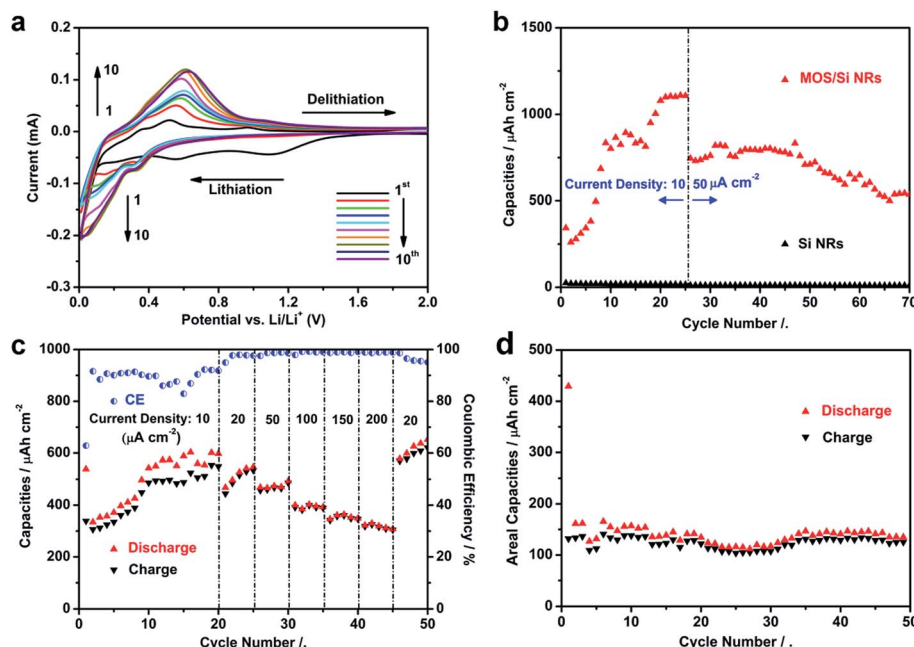 a
Current (mA)
0.2
0.1
0.0
-0.1
-0.2
-0.3
10
1
Delithiation
Lithiation
1
10
1st
10th
0.0 0.4 0.8 1.2 1.6 2.0
Potential vs. Li/Li+ (V)
b
Capacities / μAh cm-2
1500
1250
1000
750
500
250
0
MOS/Si NRs
Current Density: 10 50 μA cm-2
Si NRs
0 10 20 30 40 50 60 70
Cycle Number /.
c
Capacities / μAh cm-2
1000
800
600
400
200
0
CE
Current Density: 10 20 50 100 150 200 20
(μA cm-2)
Discharge
Charge
100
80
60
40
20
0
Coulombic Efficiency / %
0 10 20 30 40 50
Cycle Number /.
d
Areal Capacities / μAh cm-2
500
400
300
200
100
0
Discharge
Charge
0 10 20 30 40 50
Cycle Number / .